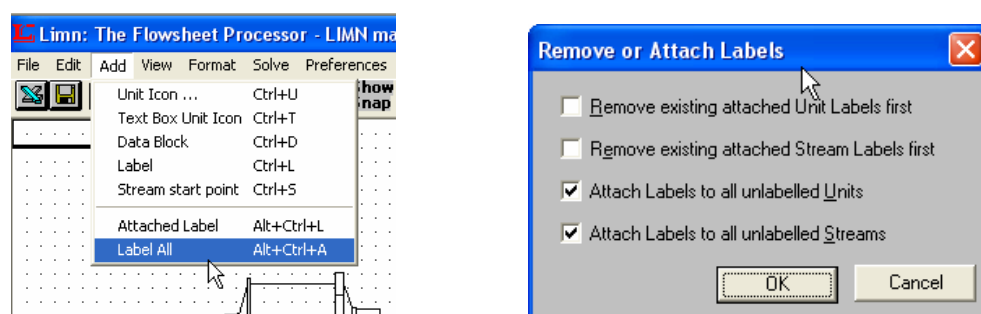 Limn: The Flowsheet Processor - LIMN ma
File Edit Add View Format Solve Preferences
Unit Icon ... Ctrl+U
Text Box Unit Icon Ctrl+T
Data Block Ctrl+D
Label Ctrl+L
Stream start point Ctrl+S
Attached Label Alt+Ctrl+L
Label All Alt+Ctrl+A
how
nap
Remove or Attach Labels
Remove existing attached Unit Labels first
Remove existing attached Stream Labels first
Attach Labels to all unlabelled Units
Attach Labels to all unlabelled Streams
OK Cancel